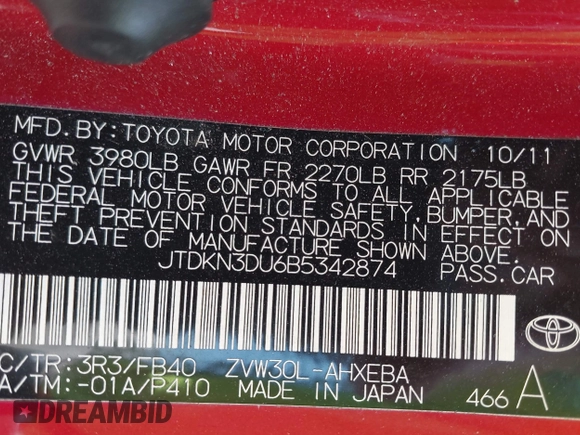 MFD.BY:TOYOTA MOTOR CORPORATION 10/11
GVWR 3980LB GAWR FR 2270LB RR 2175LB
THIS VEHICLE CONFORMS TO ALL APPLICABLE
FEDERAL MOTOR VEHICLE SAFETY,BUMPER,AND
THEFT PREVENTION STANDARDS IN EFFECT ON
THE DATE OF MANUFACTURE SHOWN ABOVE.
JTDKN3DU6B5342874 PASS.CAR
C/TR:3R3/FB40 ZVW30L-AHXEBA
A/TM:-01A/P410 MADE IN JAPAN 466 A
DREAMBID